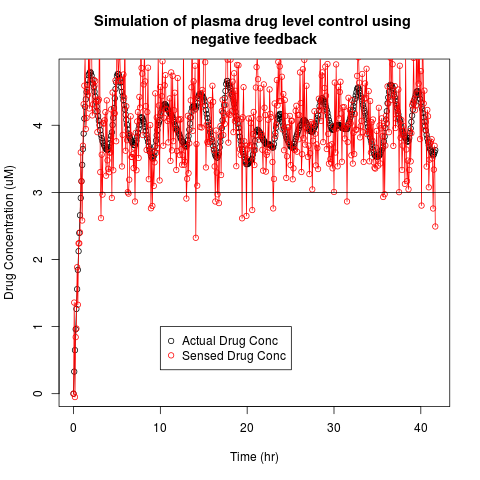 Simulation of plasma drug level control using
negative feedback
Drug Concentration (uM)
4
3
2
1
0
Actual Drug Conc
Sensed Drug Conc
0 10 20 30 40
Time (hr)